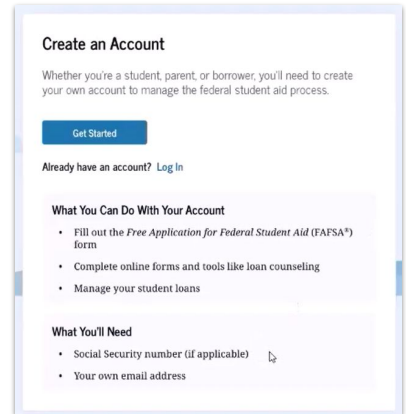 Create an Account
Whether you're a student, parent, or borrower, you'll need to create
your own account to manage the federal student aid process.
Get Started
Already have an account? Log In
What You Can Do With Your Account
• Fill out the Free Application for Federal Student Aid (FAFSA®)
form
• Complete online forms and tools like loan counseling
• Manage your student loans
What You'll Need
• Social Security number (if applicable)
• Your own email address